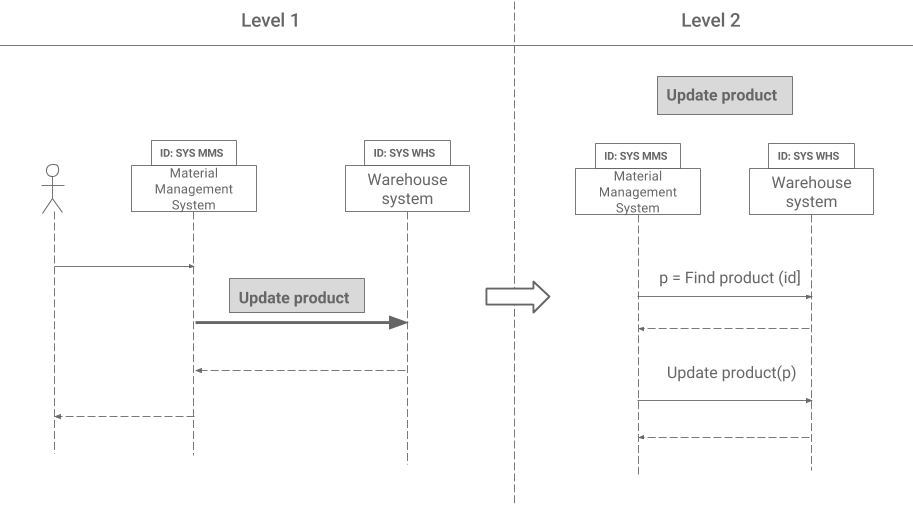 Level 1
Level 2
Update product
ID: SYS MMS
Material
Management
System
ID: SYS WHS
Warehouse
system
ID: SYS MMS
Material
Management
System
ID: SYS WHS
Warehouse
system
Update product
p = Find product (id]
Update product(p)